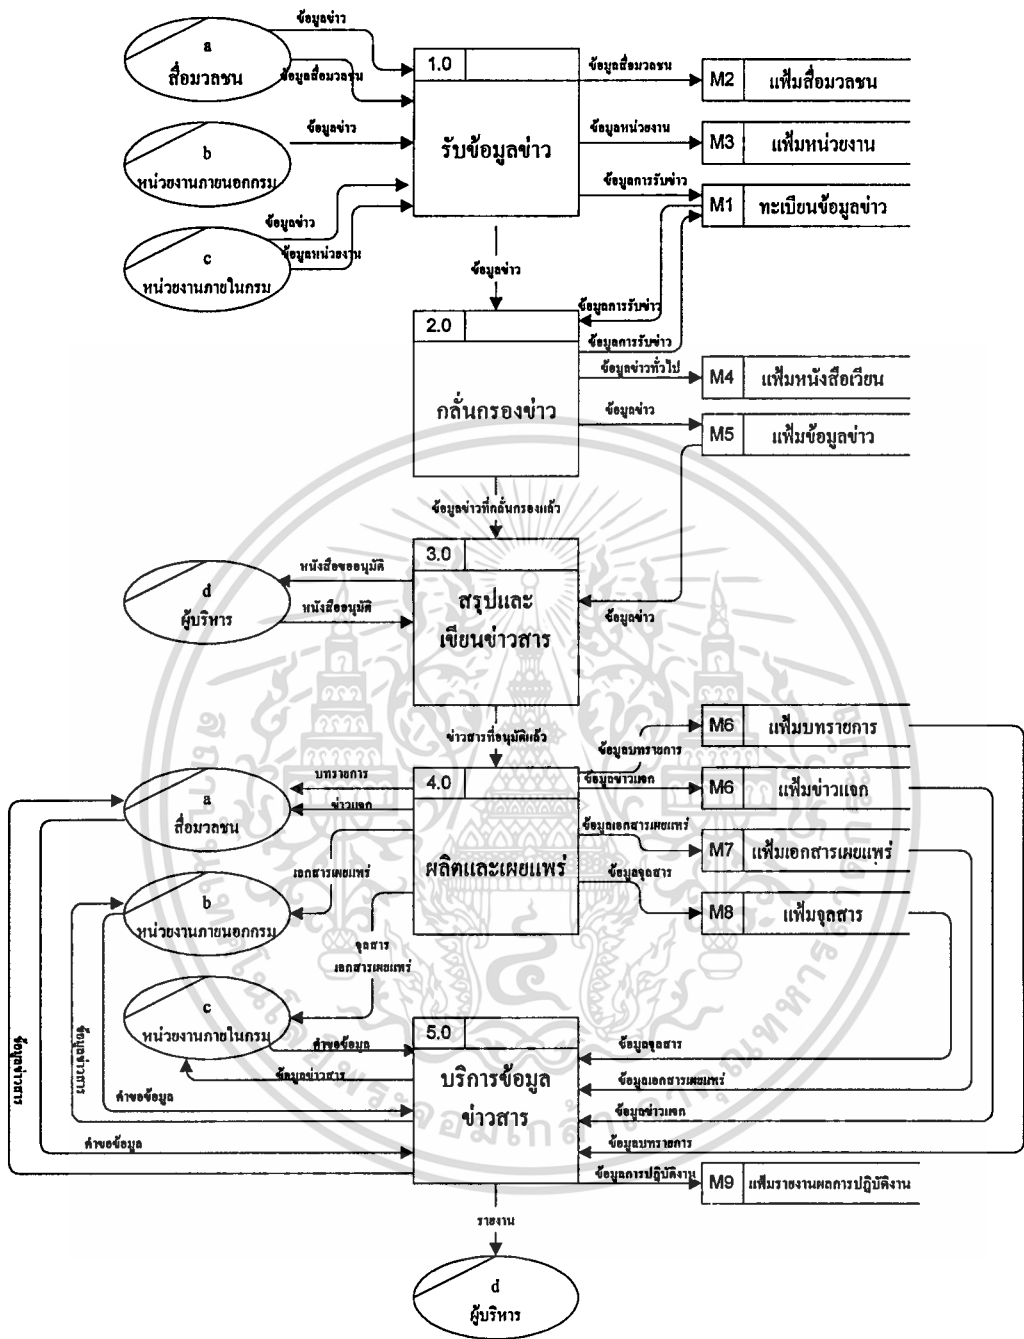 ข้อมูลข่าว
a
สื่อมวลชน
ข้อมูลสื่อมวลชน
1.0
ข้อมูลสื่อมวลชน
M2 แฟ้มสื่อมวลชน
ข้อมูลข่าว
b
หน่วยงานภายนอกกรม
รับข้อมูลข่าว
ข้อมูลหน่วยงาน
M3 แฟ้มหน่วยงาน
ข้อมูลการรับข่าว
M1 ทะเบียนข้อมูลข่าว
ข้อมูลข่าว
c
หน่วยงานภายในกรม
ข้อมูลหน่วยงาน
ข้อมูลข่าว
ข้อมูลการรับข่าว
2.0
ข้อมูลการรับข่าว
ข้อมูลข่าวทั่วไป
M4 แฟ้มหนังสือเวียน
กลั่นกรองข่าว
ข้อมูลข่าว
M5 แฟ้มข้อมูลข่าว
ข้อมูลข่าวที่กลั่นกรองแล้ว
3.0
หนังสือขออนุมัติ
d
ผู้บริหาร
หนังสืออนุมัติ
สรุปและ
เขียนข่าวสาร
ข้อมูลข่าว
ข่าวสารที่อนุมัติแล้ว
ข้อมูลบทรายการ
M6 แฟ้มบทรายการ
บทรายการ
4.0
ข้อมูลข่าวแจก
M6 แฟ้มข่าวแจก
a
สื่อมวลชน
ข่าวแจก
ข้อมูลเอกสารเผยแพร่
M7 แฟ้มเอกสารเผยแพร่
เอกสารเผยแพร่
ผลิตและเผยแพร่
ข้อมูลจุลสาร
M8 แฟ้มจุลสาร
b
หน่วยงานภายนอกกรม
จุลสาร
เอกสารเผยแพร่
c
หน่วยงานภายในกรม
5.0
คำขอข้อมูล
ข้อมูลข่าวสาร
ข้อมูลข่าวสาร
ข้อมูลข่าวสาร
บริการข้อมูล
ข่าวสาร
ข้อมูลจุลสาร
ข้อมูลเอกสารเผยแพร่
คำขอข้อมูล
ข้อมูลข่าวแจก
คำขอข้อมูล
ข้อมูลบทรายการ
ข้อมูลการปฏิบัติงาน
M9 แฟ้มรายงานผลการปฏิบัติงาน
รายงาน
d
ผู้บริหาร